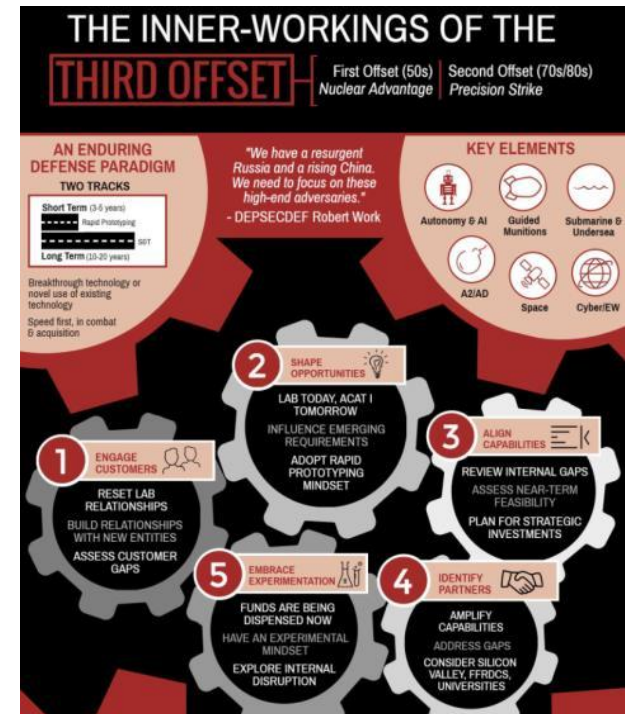 THE INNER-WORKINGS OF THE
THIRD OFFSET
First Offset (50s)
Nuclear Advantage
Second Offset (70s/80s)
Precision Strike
AN ENDURING
DEFENSE PARADIGM
TWO TRACKS
Short Term (3-5 years)
Rapid Prototyping
S&T
Long Term (10-20 years)
Breakthrough technology or
novel use of existing
technology
Speed first, in combat
& acquisition
"We have a resurgent
Russia and a rising China.
We need to focus on these
high-end adversaries."
- DEPSECDEF Robert Work
KEY ELEMENTS
Autonomy & AI
Guided
Munitions
Submarine &
Undersea
A2/AD
Space
Cyber/EW
1
ENGAGE
CUSTOMERS
RESET LAB
RELATIONSHIPS
BUILD RELATIONSHIPS
WITH NEW ENTITIES
ASSESS CUSTOMER
GAPS
2
SHAPE
OPPORTUNITIES
LAB TODAY, ACAT I
TOMORROW
INFLUENCE EMERGING
REQUIREMENTS
ADOPT RAPID
PROTOTYPING
MINDSET
3
ALIGN
CAPABILITIES
REVIEW INTERNAL GAPS
ASSESS NEAR-TERM
FEASIBILITY
PLAN FOR STRATEGIC
INVESTMENTS
4
IDENTIFY
PARTNERS
AMPLIFY
CAPABILITIES
ADDRESS GAPS
CONSIDER SILICON
VALLEY, FFRDCS,
UNIVERSITIES
5
EMBRACE
EXPERIMENTATION
FUNDS ARE BEING
DISPENSED NOW
HAVE AN EXPERIMENTAL
MINDSET
EXPLORE INTERNAL
DISRUPTION